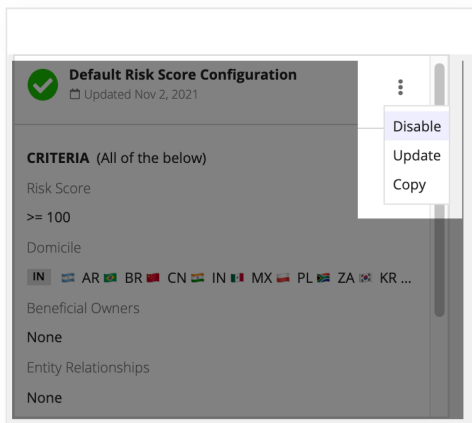 Default Risk Score Configuration
Updated Nov 2, 2021
Disable
Update
Copy
CRITERIA (All of the below)
Risk Score
>= 100
Domicile
IN AR BR CN IN MX PL ZA KR ...
Beneficial Owners
None
Entity Relationships
None